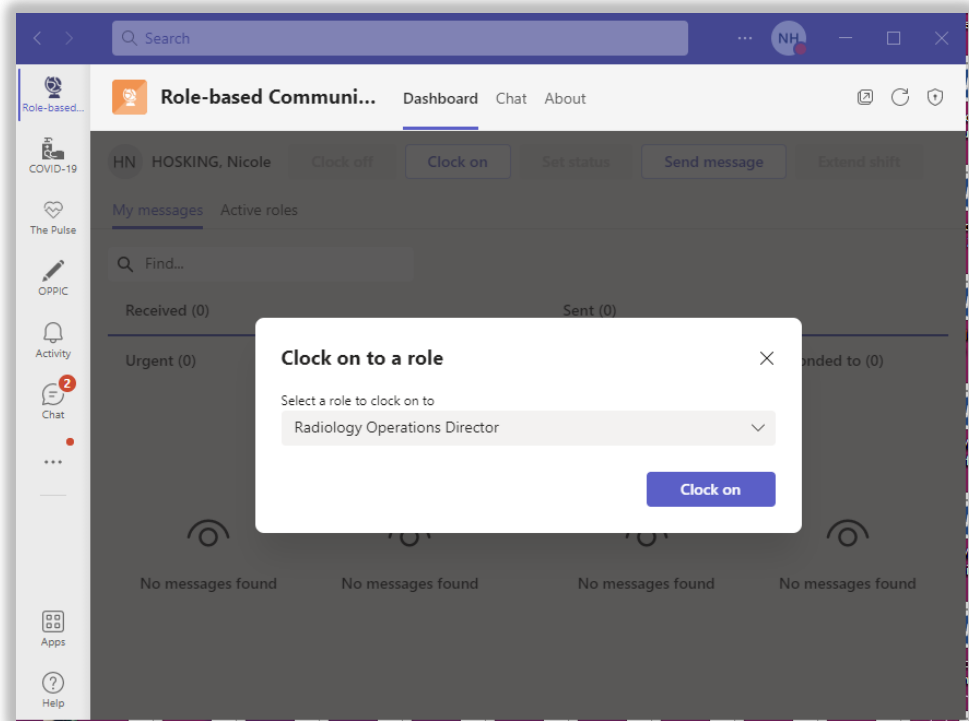 Search
NH
Role-based...
Role-based Communi...
Dashboard
Chat
About
COVID-19
The Pulse
OPPIC
Activity
2
Chat
Apps
Help
HN
HOSKING, Nicole
Clock off
Clock on
Set status
Send message
Extend shift
My messages
Active roles
Find...
Received (0)
Sent (0)
Urgent (0)
onded to (0)
Clock on to a role
Select a role to clock on to
Radiology Operations Director
Clock on
No messages found
No messages found
No messages found
No messages found